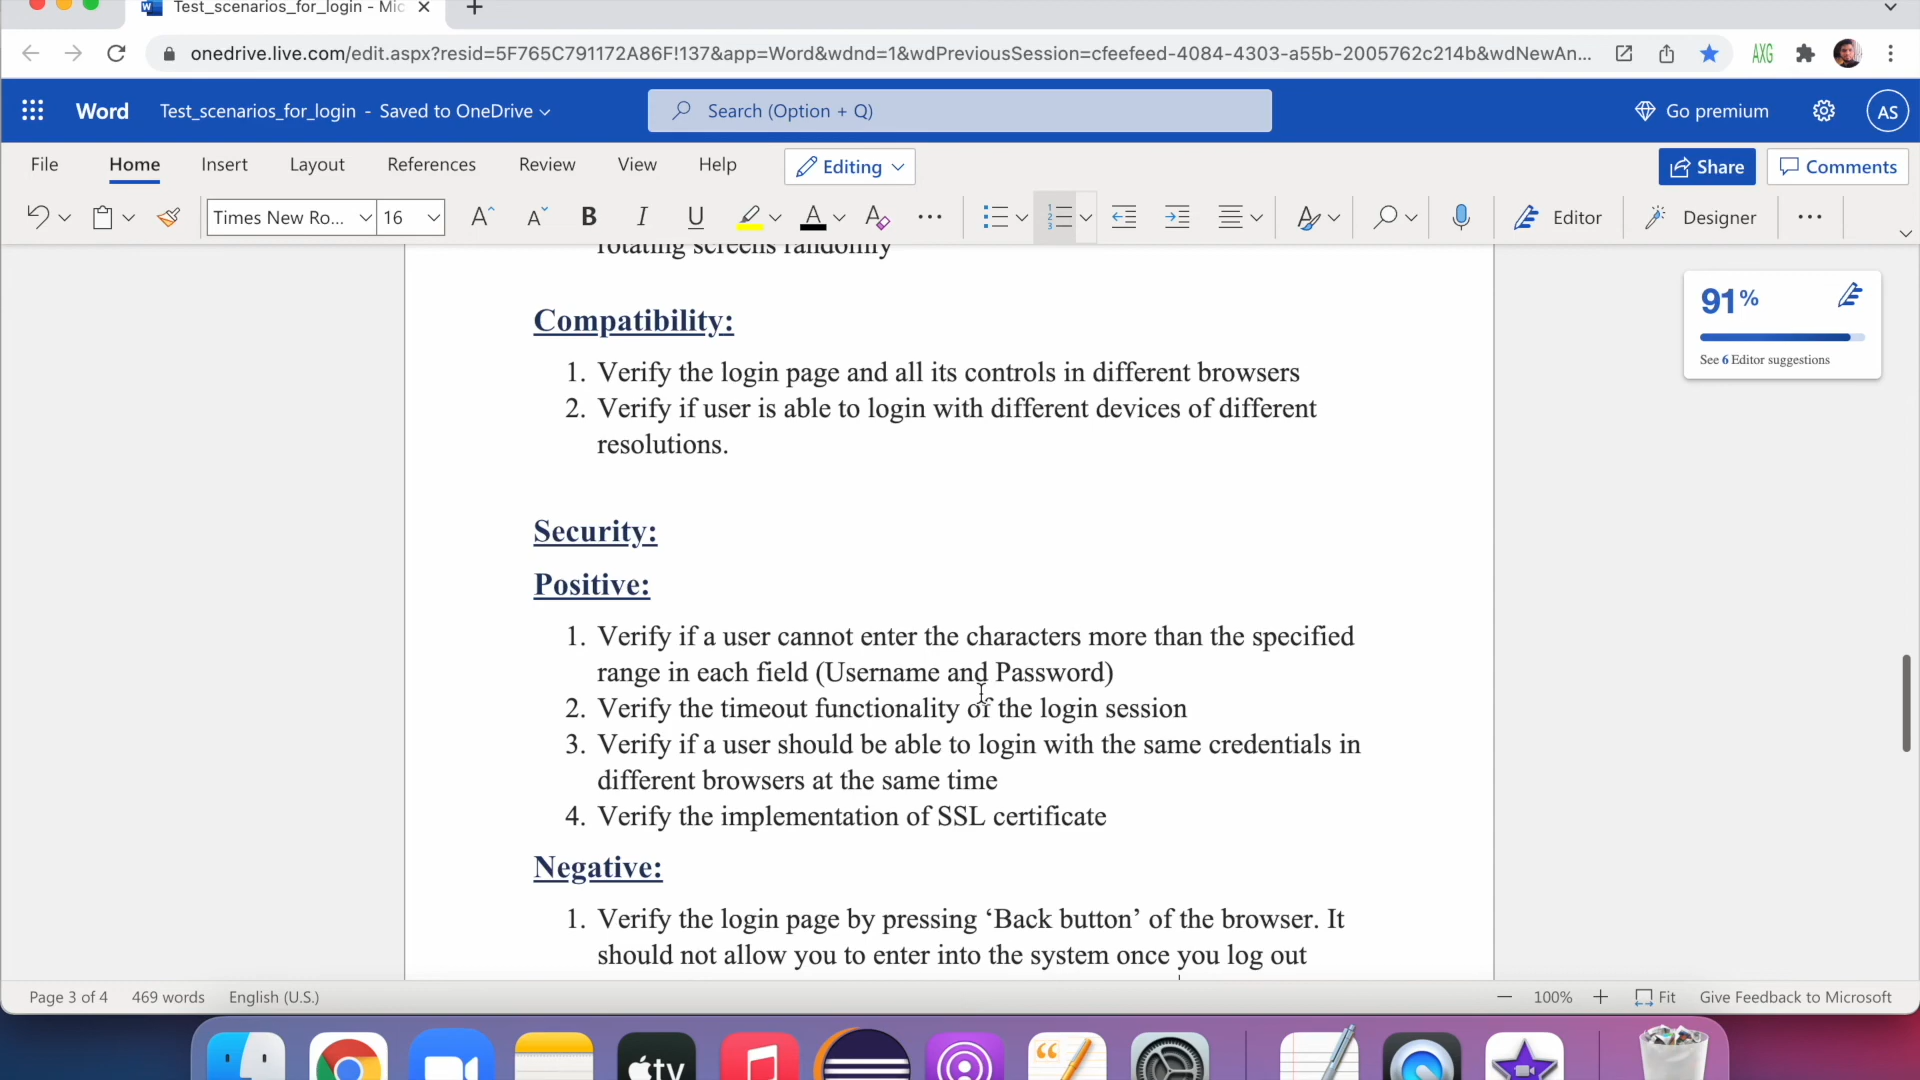 Test_scenarios_for_login - Mic
onedrive.live.com/edit.aspx?resid=5F765C791172A86F!137&app=Word&wdnd=1&wdPreviousSession=cfeefeed-4084-4303-a55b-2005762c214b&wdNewAn...
AXG
Word Test_scenarios_for_login - Saved to OneDrive
Search (Option + Q)
Go premium
AS
File Home Insert Layout References Review View Help Editing
Share Comments
Times New Ro... 16
A A B I U A A
Editor Designer
rotating screens randomly
Compatibility:
1. Verify the login page and all its controls in different browsers
2. Verify if user is able to login with different devices of different
resolutions.
91%
See 6 Editor suggestions
Security:
Positive:
1. Verify if a user cannot enter the characters more than the specified
range in each field (Username and Password)
2. Verify the timeout functionality of the login session
3. Verify if a user should be able to login with the same credentials in
different browsers at the same time
4. Verify the implementation of SSL certificate
Negative:
1. Verify the login page by pressing ‘Back button’ of the browser. It
should not allow you to enter into the system once you log out
Page 3 of 4 469 words English (U.S.)
100% Fit Give Feedback to Microsoft
tv